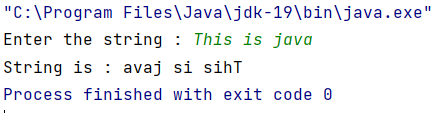 "C:\Program Files\Java\jdk-19\bin\java.exe"
Enter the string : This is java
String is : avaj si sihT
Process finished with exit code 0